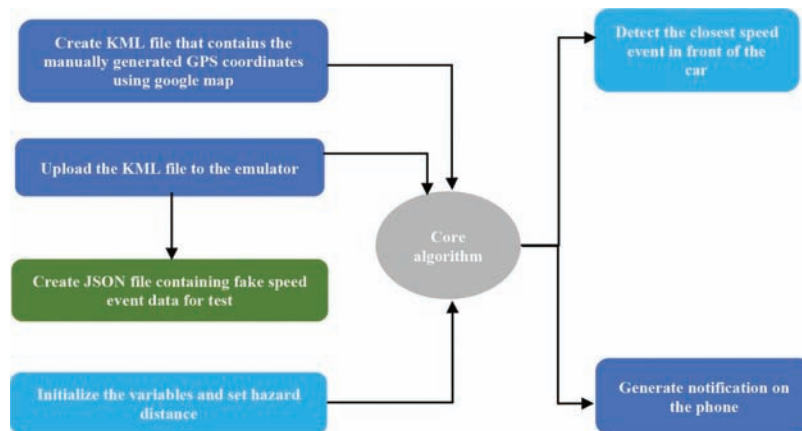 Create KML file that contains the
manually generated GPS coordinates
using google map
Detect the closest speed
event in front of the
car
Upload the KML file to the emulator
Core
algorithm
Create JSON file containing fake speed
event data for test
Initialize the variables and set hazard
distance
Generate notification on
the phone